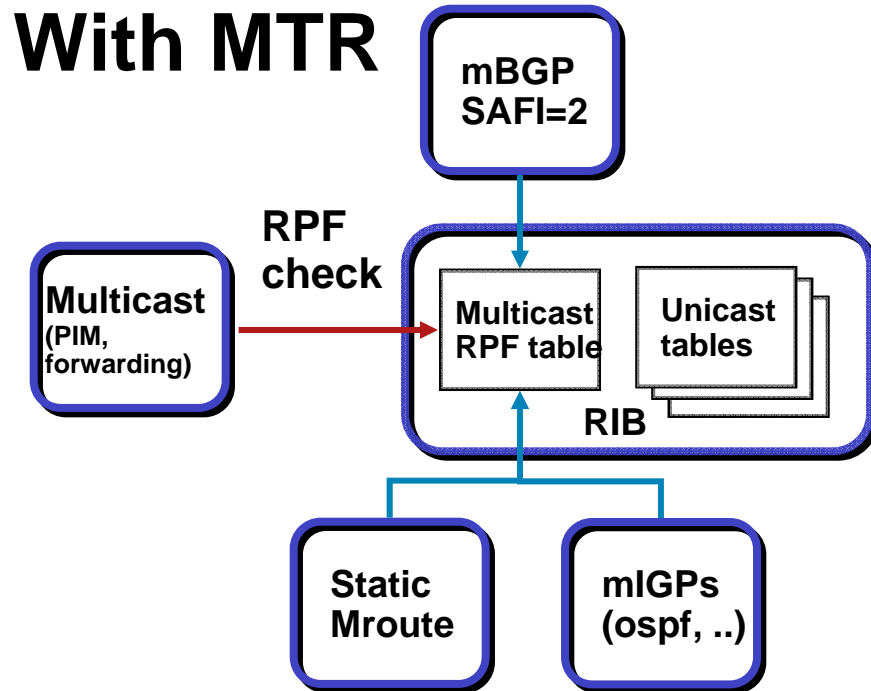 With MTR
mBGP
SAFI=2
RPF
check
Multicast
(PIM,
forwarding)
Multicast
RPF table
Unicast
tables
RIB
Static
Mroute
mIGPs
(ospf, ..)